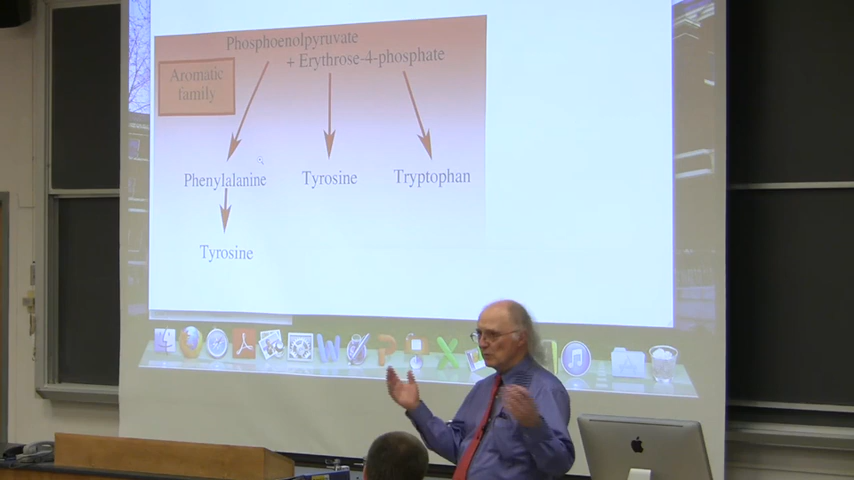 Phosphoenolpyruvate
+ Erythrose-4-phosphate
Aromatic
family
Phenylalanine
Tyrosine
Tryptophan
Tyrosine